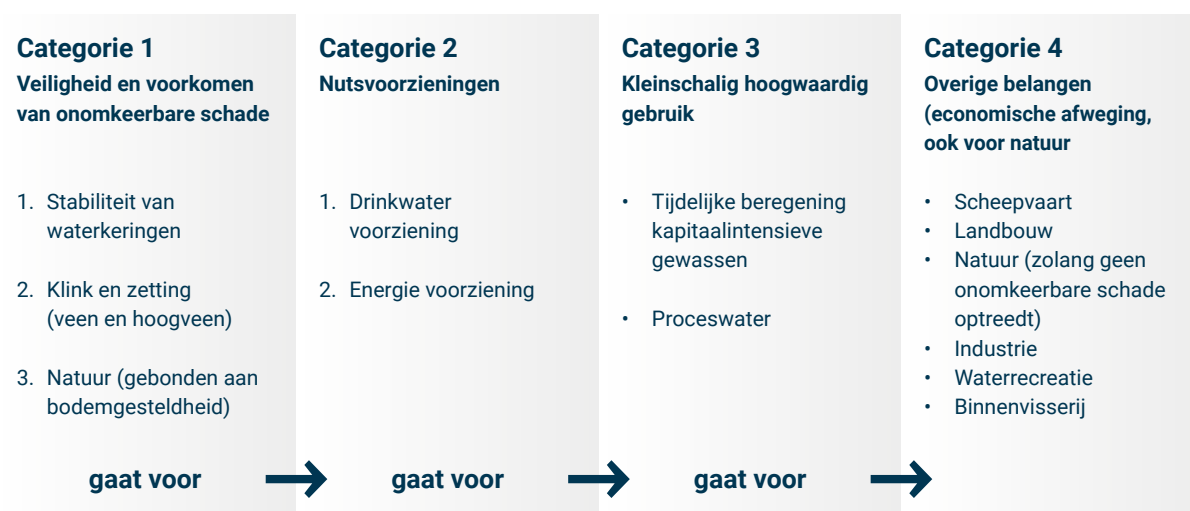 Categorie 1
Veiligheid en voorkomen
van onomkeerbare schade
1. Stabiliteit van
waterkeringen
2. Klink en zetting
(veen en hoogveen)
3. Natuur (gebonden aan
bodemgesteldheid)
gaat voor
Categorie 2
Nutsvoorzieningen
1. Drinkwater
voorziening
2. Energie voorziening
gaat voor
Categorie 3
Kleinschalig hoogwaardig
gebruik
• Tijdelijke beregening
kapitaalintensieve
gewassen
• Proceswater
gaat voor
Categorie 4
Overige belangen
(economische afweging,
ook voor natuur
• Scheepvaart
• Landbouw
• Natuur (zolang geen
onomkeerbare schade
optreedt)
• Industrie
• Waterrecreatie
• Binnenvisserij